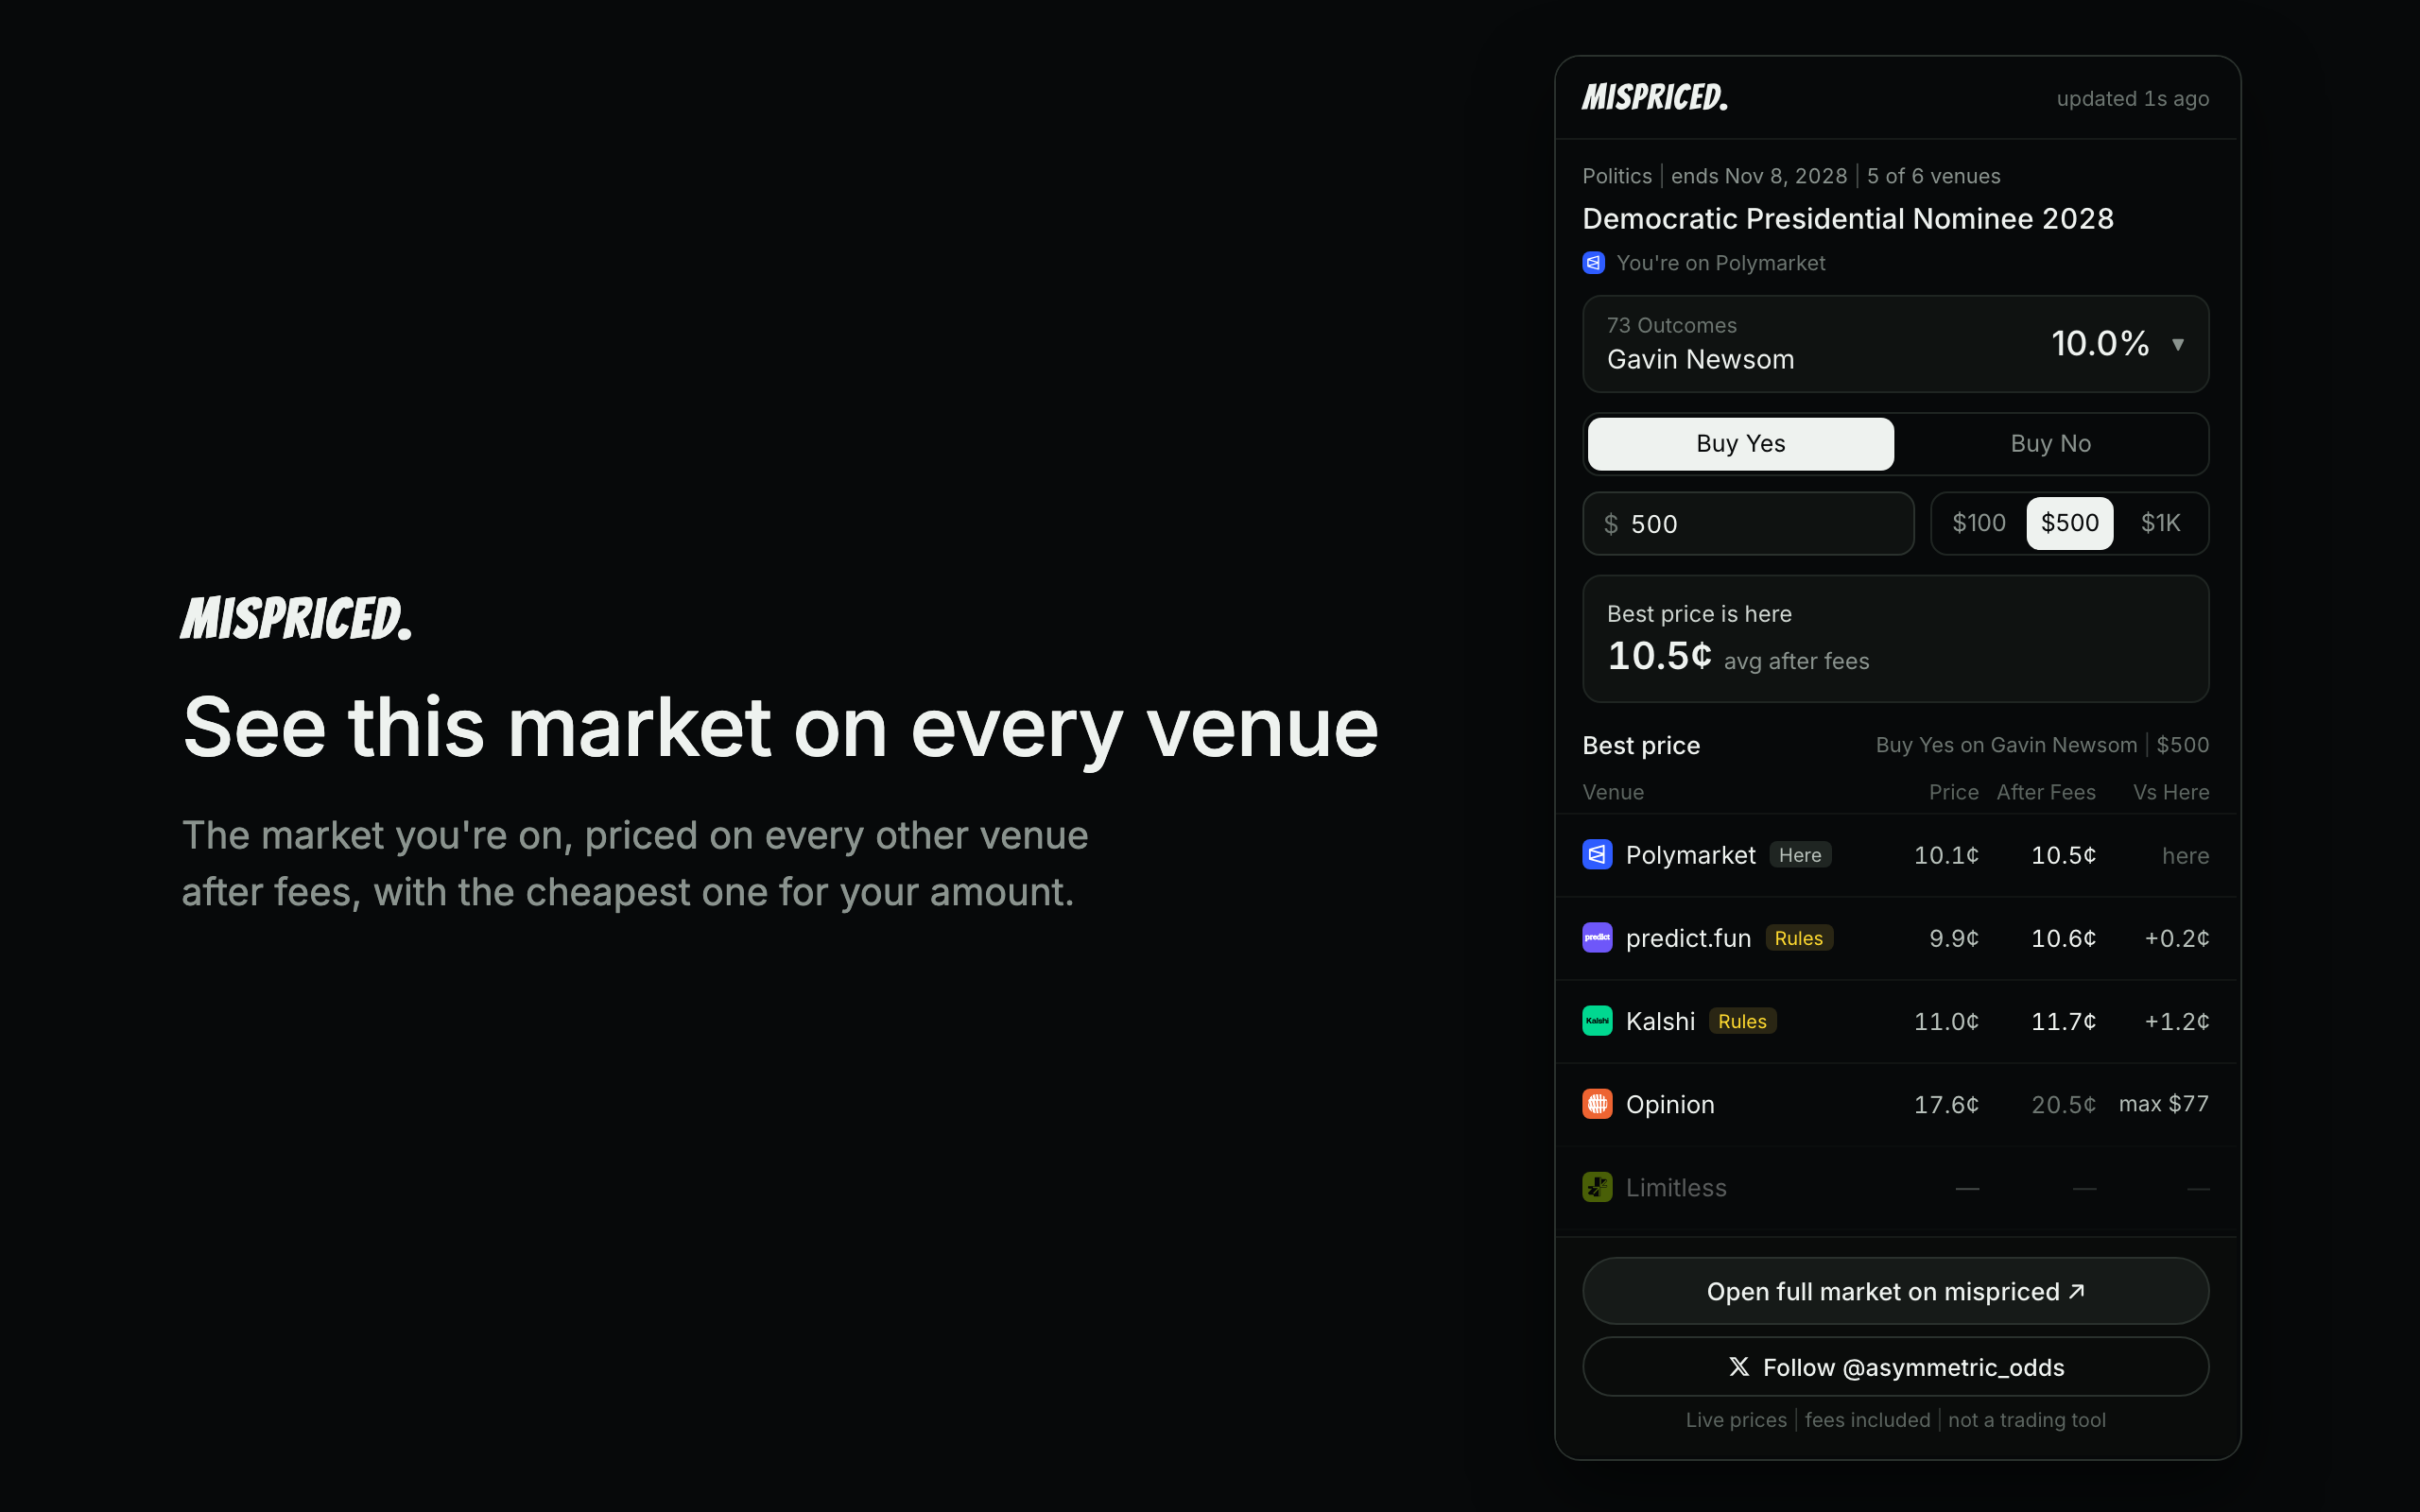 MISPRICED.
See this market on every venue
The market you're on, priced on every other venue
after fees, with the cheapest one for your amount.
MISPRICED.
updated 1s ago
Politics | ends Nov 8, 2028 | 5 of 6 venues
Democratic Presidential Nominee 2028
You're on Polymarket
73 Outcomes
Gavin Newsom
10.0% ▼
Buy Yes
Buy No
$ 500
$100 $500 $1K
Best price is here
10.5¢ avg after fees
Best price
Buy Yes on Gavin Newsom | $500
Venue Price After Fees Vs Here
Polymarket Here 10.1¢ 10.5¢ here
predict predict.fun Rules 9.9¢ 10.6¢ +0.2¢
Kalshi Kalshi Rules 11.0¢ 11.7¢ +1.2¢
Opinion 17.6¢ 20.5¢ max $77
Limitless — — —
Open full market on mispriced ↗
X Follow @asymmetric_odds
Live prices | fees included | not a trading tool